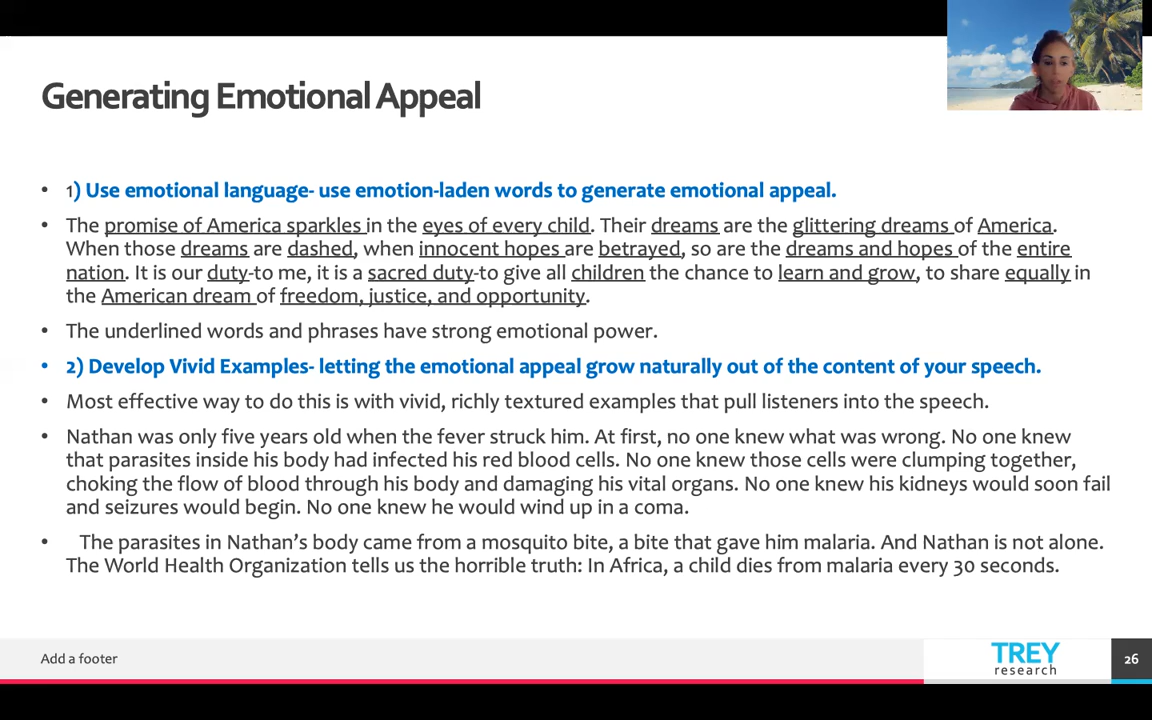 Generating Emotional Appeal
• 1) Use emotional language- use emotion-laden words to generate emotional appeal.
• The promise of America sparkles in the eyes of every child. Their dreams are the glittering dreams of America.
When those dreams are dashed, when innocent hopes are betrayed, so are the dreams and hopes of the entire
nation. It is our duty-to me, it is a sacred duty-to give all children the chance to learn and grow, to share equally in
the American dream of freedom, justice, and opportunity.
• The underlined words and phrases have strong emotional power.
• 2) Develop Vivid Examples- letting the emotional appeal grow naturally out of the content of your speech.
• Most effective way to do this is with vivid, richly textured examples that pull listeners into the speech.
• Nathan was only five years old when the fever struck him. At first, no one knew what was wrong. No one knew
that parasites inside his body had infected his red blood cells. No one knew those cells were clumping together,
choking the flow of blood through his body and damaging his vital organs. No one knew his kidneys would soon fail
and seizures would begin. No one knew he would wind up in a coma.
• The parasites in Nathan's body came from a mosquito bite, a bite that gave him malaria. And Nathan is not alone.
The World Health Organization tells us the horrible truth: In Africa, a child dies from malaria every 30 seconds.
Add a footer
TREY
research
26